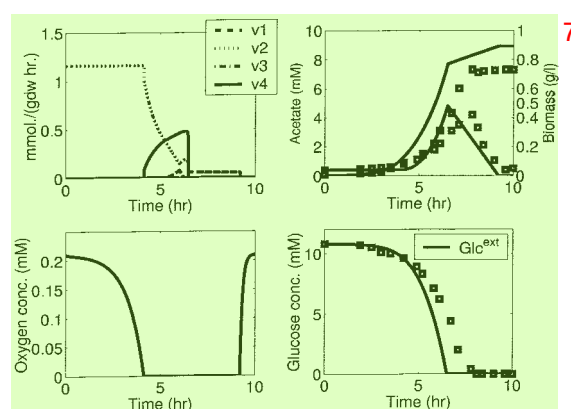 7
1.5
1
0.5
0
mmol./(gdw hr.)
v1
v2
v3
v4
0
5
10
Time (hr)
10
8
6
4
2
0
Acetate (mM)
1
0.8
0.6
0.5
0.4
0.2
0
Biomass (g/l)
0
5
10
Time (hr)
0.2
0.15
0.1
0.05
0
Oxygen conc. (mM)
0
5
10
Time (hr)
10
5
0
Glucose conc. (mM)
Glc^ext
0
5
10
Time (hr)